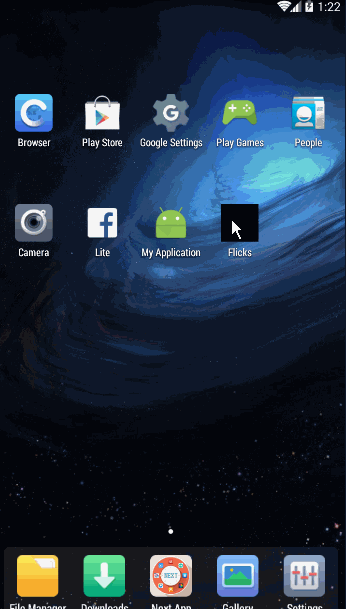 1:22
Browser
Play Store
Google Settings
Play Games
People
Camera
Lite
My Application
Flicks
NEXT
File Manager
Downloads
Next App
Gallery
Settings